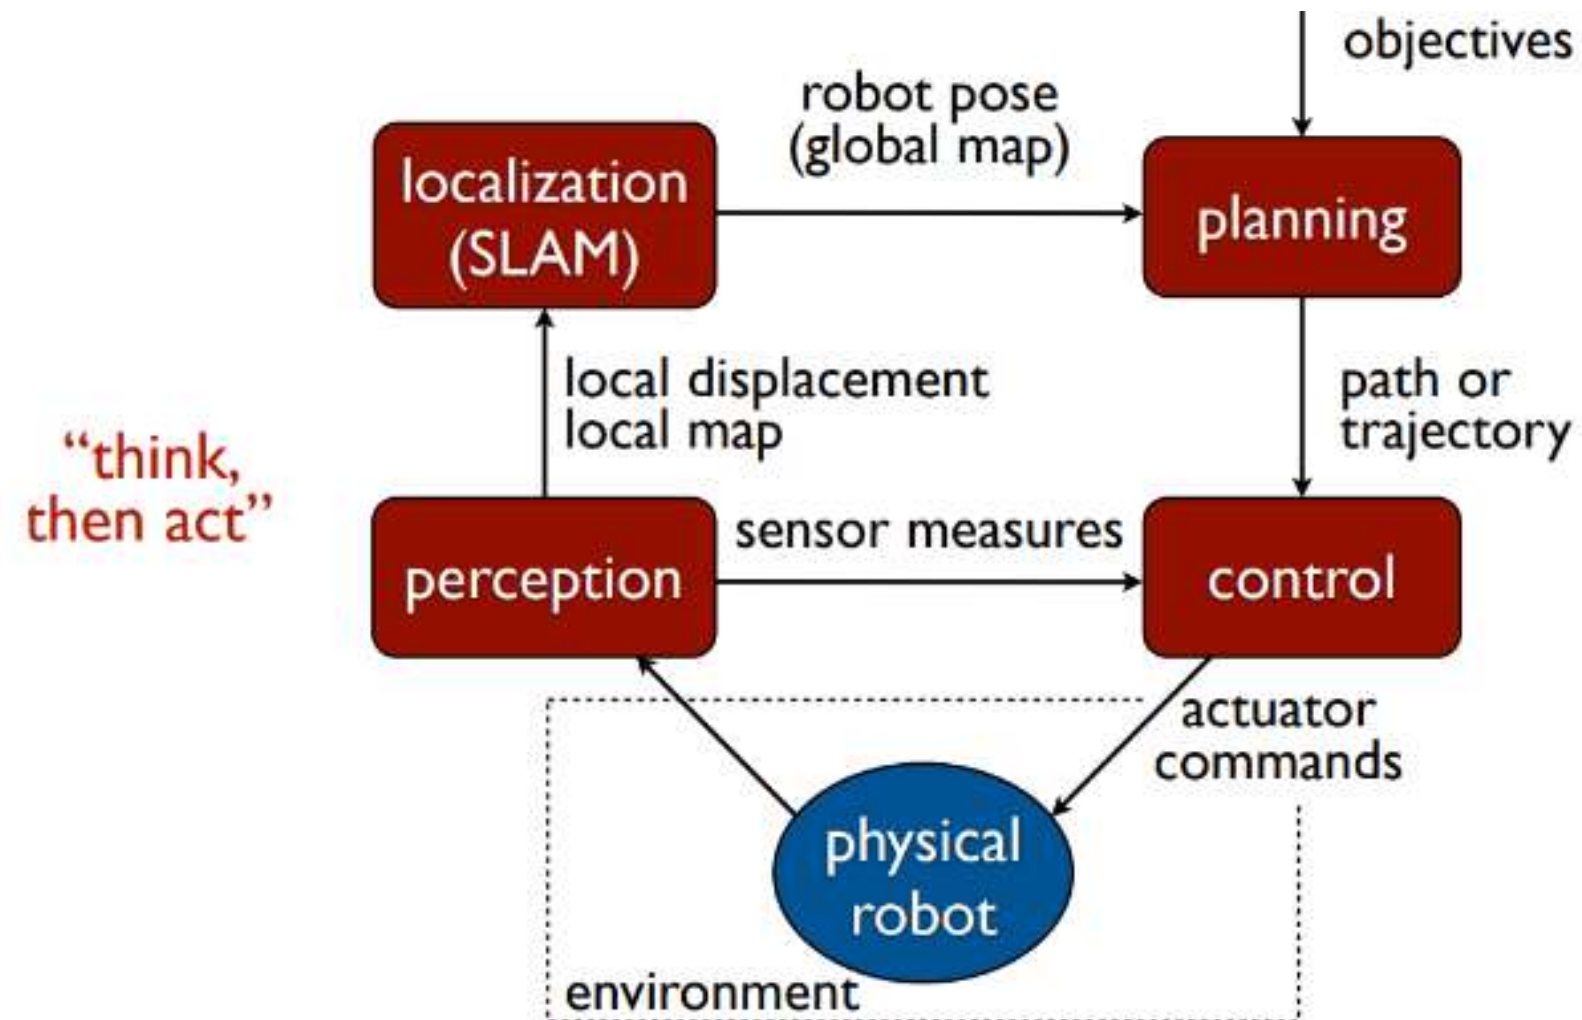 objectives
robot pose
(global map)
localization
(SLAM)
planning
local displacement
local map
path or
trajectory
“think,
then act”
sensor measures
perception
control
actuator
commands
physical
robot
environment